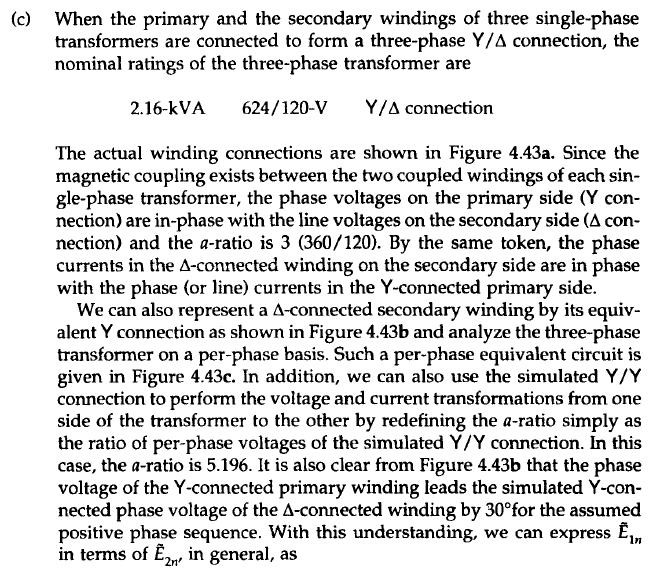 (c) When the primary and the secondary windings of three single-phase
transformers are connected to form a three-phase Y/Δ connection, the
nominal ratings of the three-phase transformer are
2.16-kVA 624/120-V Y/Δ connection
The actual winding connections are shown in Figure 4.43a. Since the
magnetic coupling exists between the two coupled windings of each sin-
gle-phase transformer, the phase voltages on the primary side (Y con-
nection) are in-phase with the line voltages on the secondary side (Δ con-
nection) and the a-ratio is 3 (360/120). By the same token, the phase
currents in the Δ-connected winding on the secondary side are in phase
with the phase (or line) currents in the Y-connected primary side.
We can also represent a Δ-connected secondary winding by its equiv-
alent Y connection as shown in Figure 4.43b and analyze the three-phase
transformer on a per-phase basis. Such a per-phase equivalent circuit is
given in Figure 4.43c. In addition, we can also use the simulated Y/Y
connection to perform the voltage and current transformations from one
side of the transformer to the other by redefining the a-ratio simply as
the ratio of per-phase voltages of the simulated Y/Y connection. In this
case, the a-ratio is 5.196. It is also clear from Figure 4.43b that the phase
voltage of the Y-connected primary winding leads the simulated Y-con-
nected phase voltage of the Δ-connected winding by 30°for the assumed
positive phase sequence. With this understanding, we can express Ẽ₁ₙ
in terms of Ẽ₂ₙ, in general, as